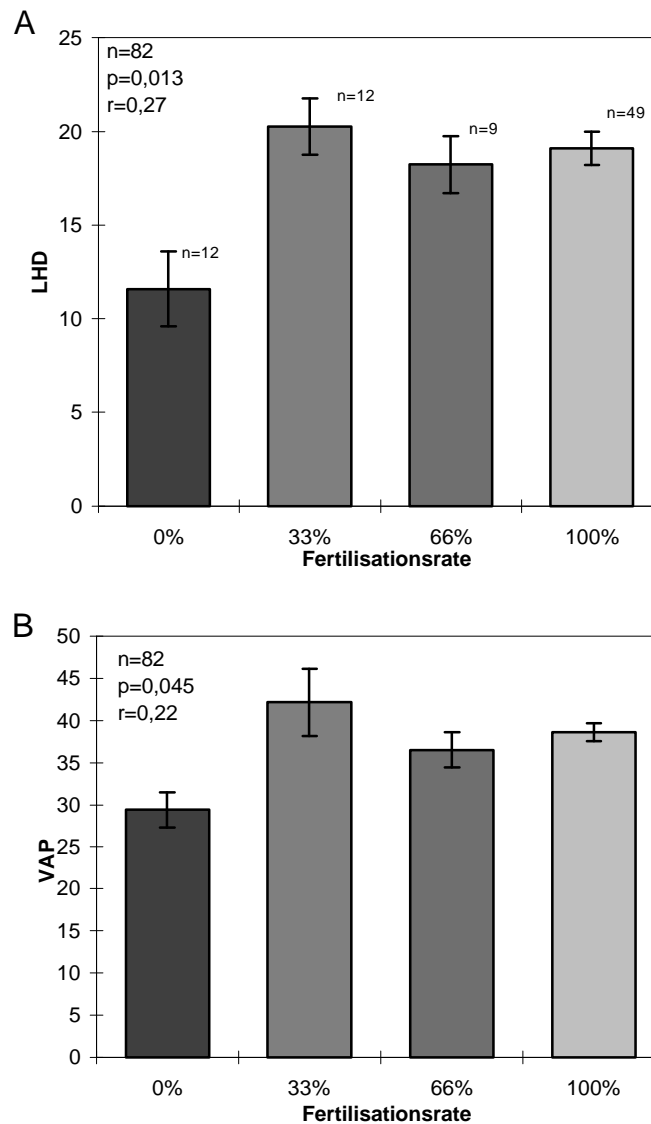 A
n=82
p=0,013
r=0,27
25
20
15
10
5
0
LHD
n=12
n=12
n=9
n=49
0% 33% 66% 100%
Fertilisationsrate
B
n=82
p=0,045
r=0,22
50
45
40
35
30
25
20
15
10
5
0
VAP
0% 33% 66% 100%
Fertilisationsrate